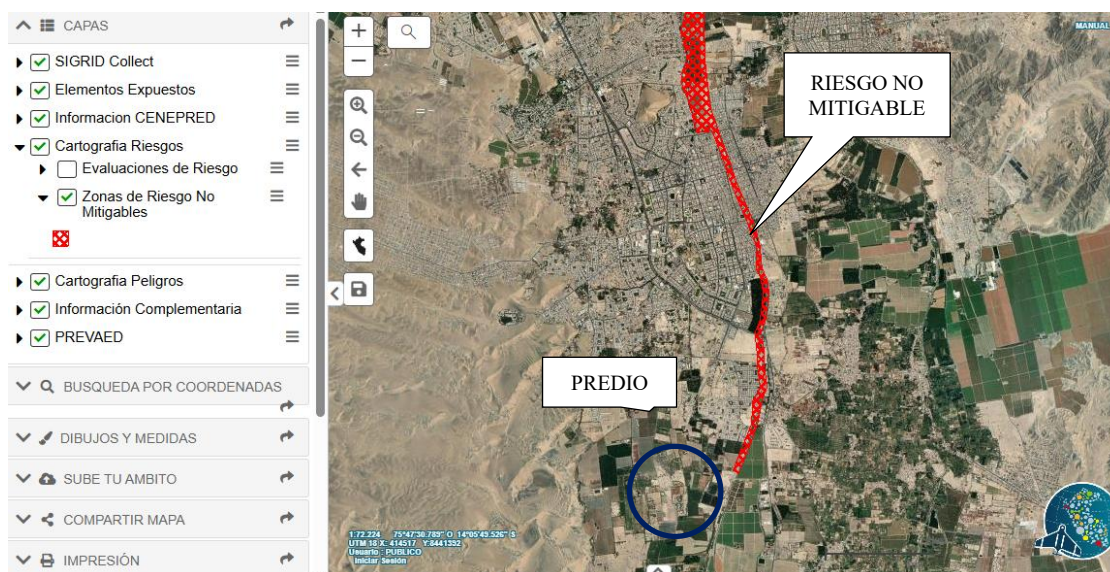 CAPAS
SIGRID Collect
Elementos Expuestos
Informacion CENEPRED
Cartografia Riesgos
Evaluaciones de Riesgo
Zonas de Riesgo No
Mitigables
Cartografia Peligros
Información Complementaria
PREVAED
BUSQUEDA POR COORDENADAS
DIBUJOS Y MEDIDAS
SUBE TU AMBITO
COMPARTIR MAPA
IMPRESIÓN
MANUAL
RIESGO NO
MITIGABLE
PREDIO
1:72.224 75°47'30.789" O 14°05'45.526" S
UTM 18 X: 414517 Y:8441392
Usuario : PUBLICO
Iniciar Sesión